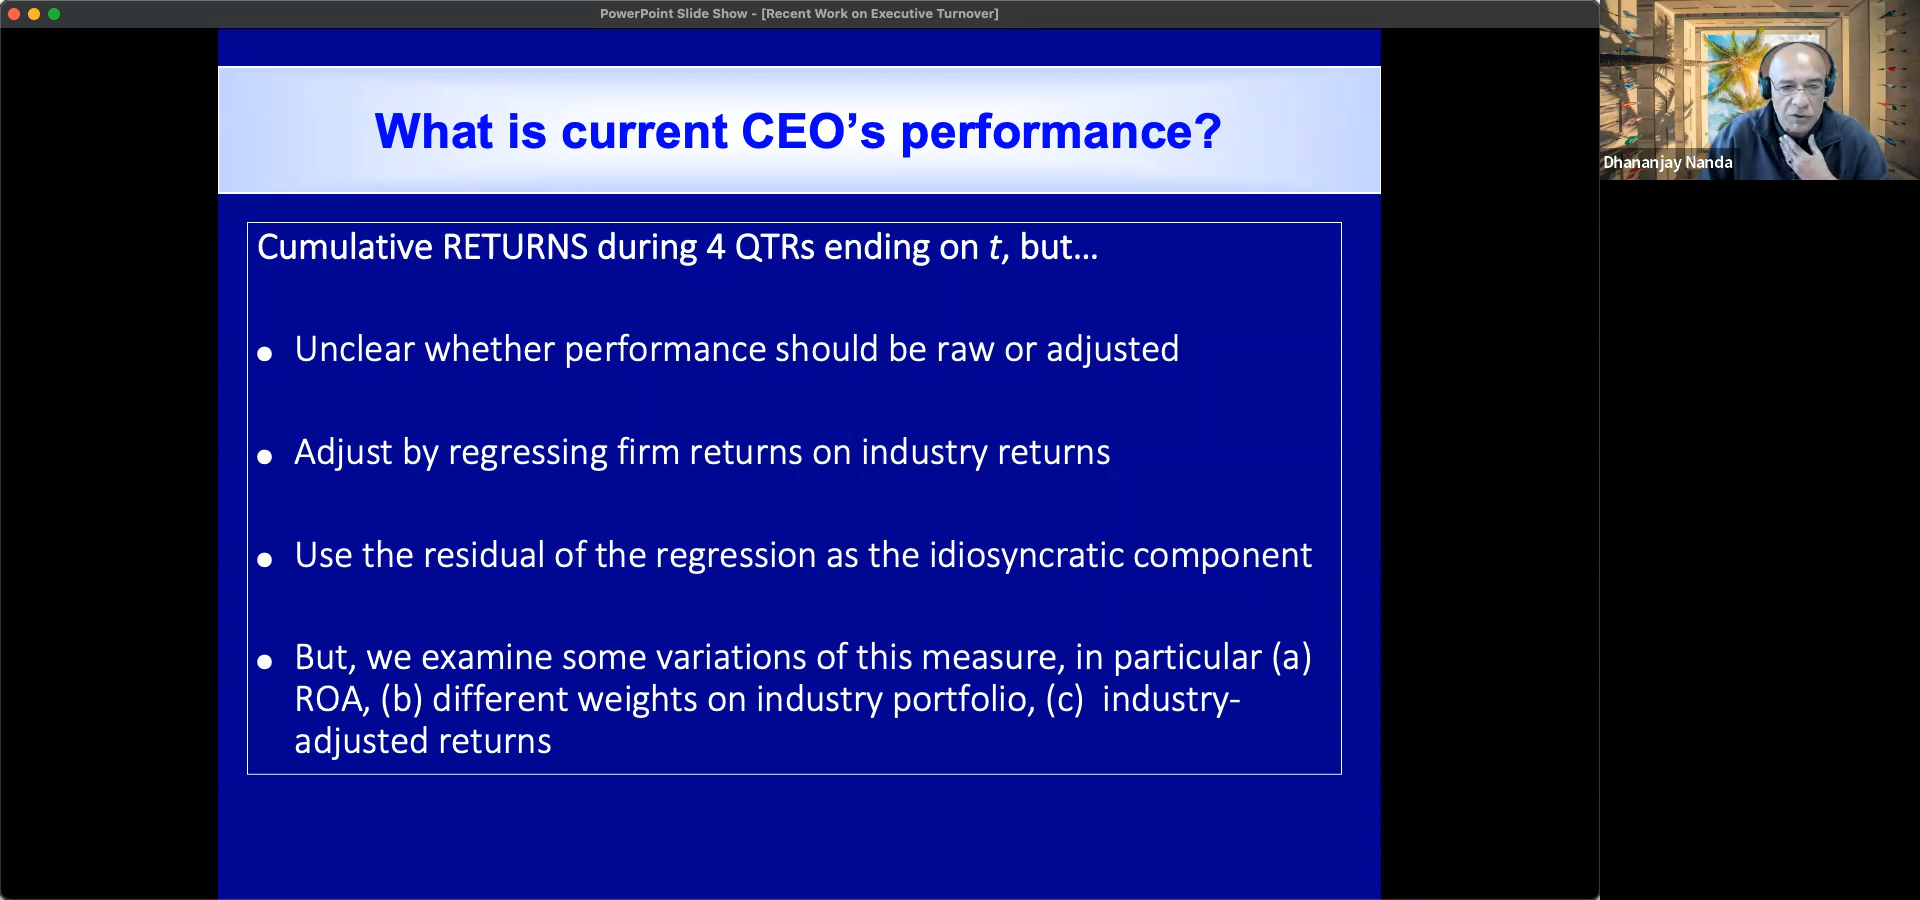 PowerPoint Slide Show - [Recent Work on Executive Turnover]
What is current CEO’s performance?
Cumulative RETURNS during 4 QTRs ending on t, but…
● Unclear whether performance should be raw or adjusted
● Adjust by regressing firm returns on industry returns
● Use the residual of the regression as the idiosyncratic component
● But, we examine some variations of this measure, in particular (a)
ROA, (b) different weights on industry portfolio, (c) industry-
adjusted returns
Dhananjay Nanda